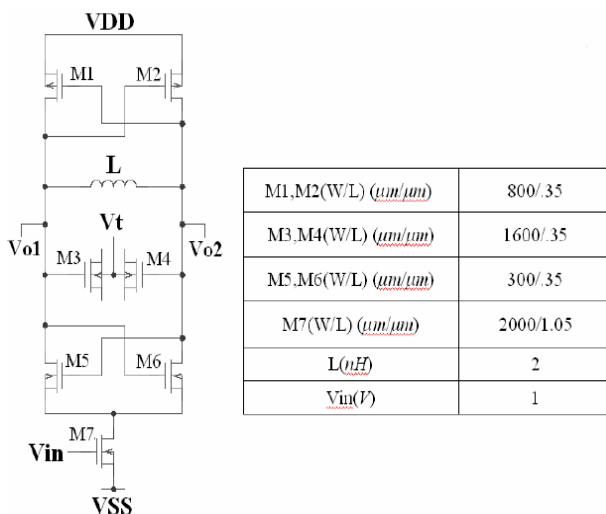 VDD
M1 M2
L
Vt
Vo1 Vo2
M3 M4
M5 M6
M7
Vin
VSS
M1,M2(W/L) (μm/μm) 800/.35
M3,M4(W/L) (μm/μm) 1600/.35
M5,M6(W/L) (μm/μm) 300/.35
M7(W/L) (μm/μm) 2000/1.05
L(nH) 2
Vin(V) 1